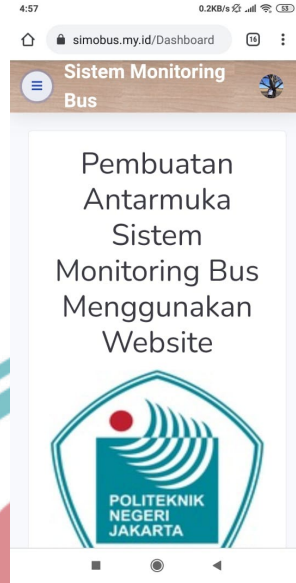 4:57 0.2KB/s 53
simobus.my.id/Dashboard 16
Sistem Monitoring
Bus
Pembuatan
Antarmuka
Sistem
Monitoring Bus
Menggunakan
Website
POLITEKNIK
NEGERI
JAKARTA